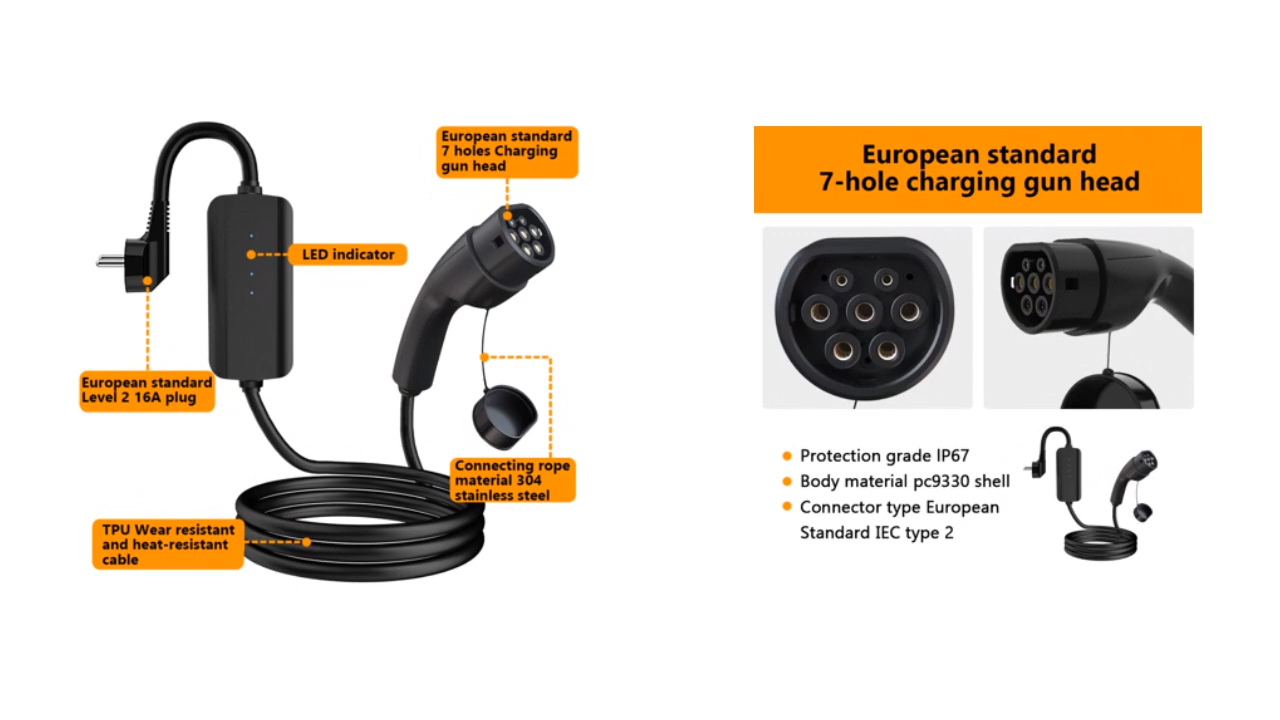 European standard
7 holes Charging
gun head
LED indicator
European standard
Level 2 16A plug
Connecting rope
material 304
stainless steel
TPU Wear resistant
and heat-resistant
cable
European standard
7-hole charging gun head
Protection grade IP67
Body material pc9330 shell
Connector type European
Standard IEC type 2